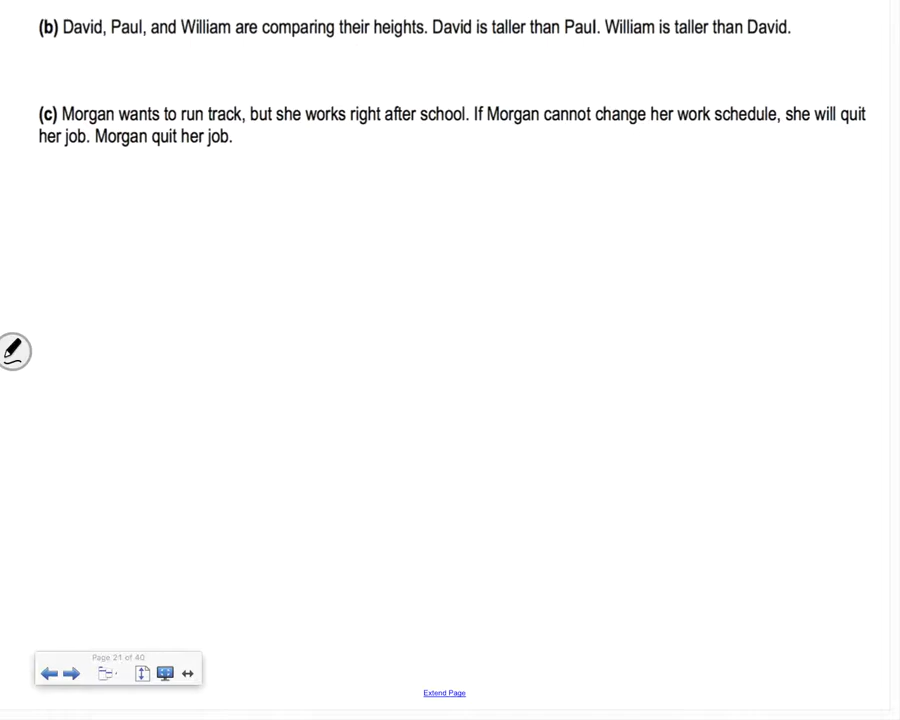 (b) David, Paul, and William are comparing their heights. David is taller than Paul. William is taller than David.
(c) Morgan wants to run track, but she works right after school. If Morgan cannot change her work schedule, she will quit
her job. Morgan quit her job.
Page 21 of 40
Extend Page